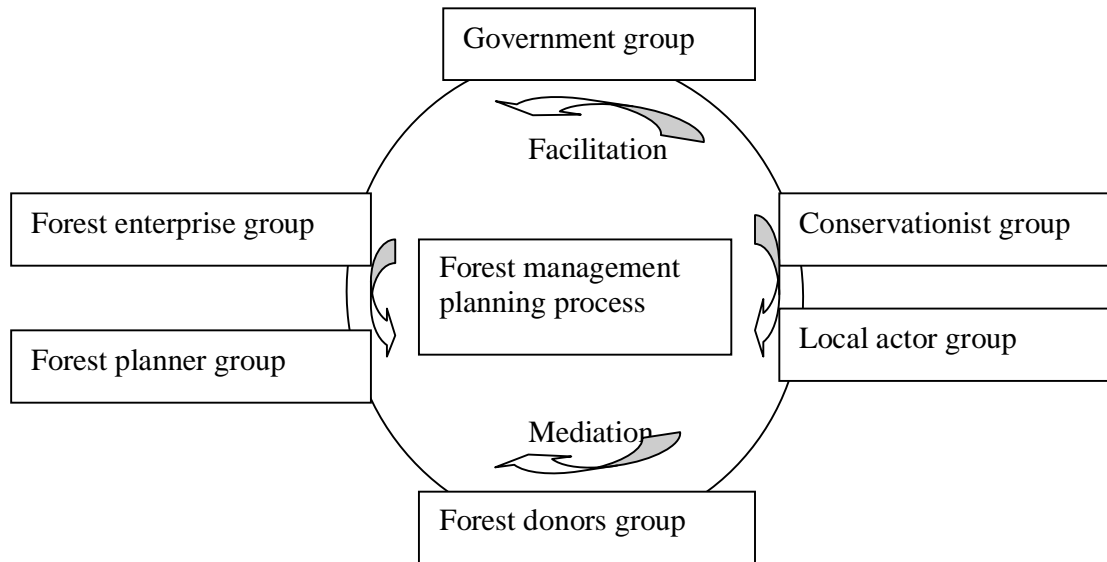 Government group
Facilitation
Forest enterprise group
Conservationist group
Forest management
planning process
Forest planner group
Local actor group
Mediation
Forest donors group